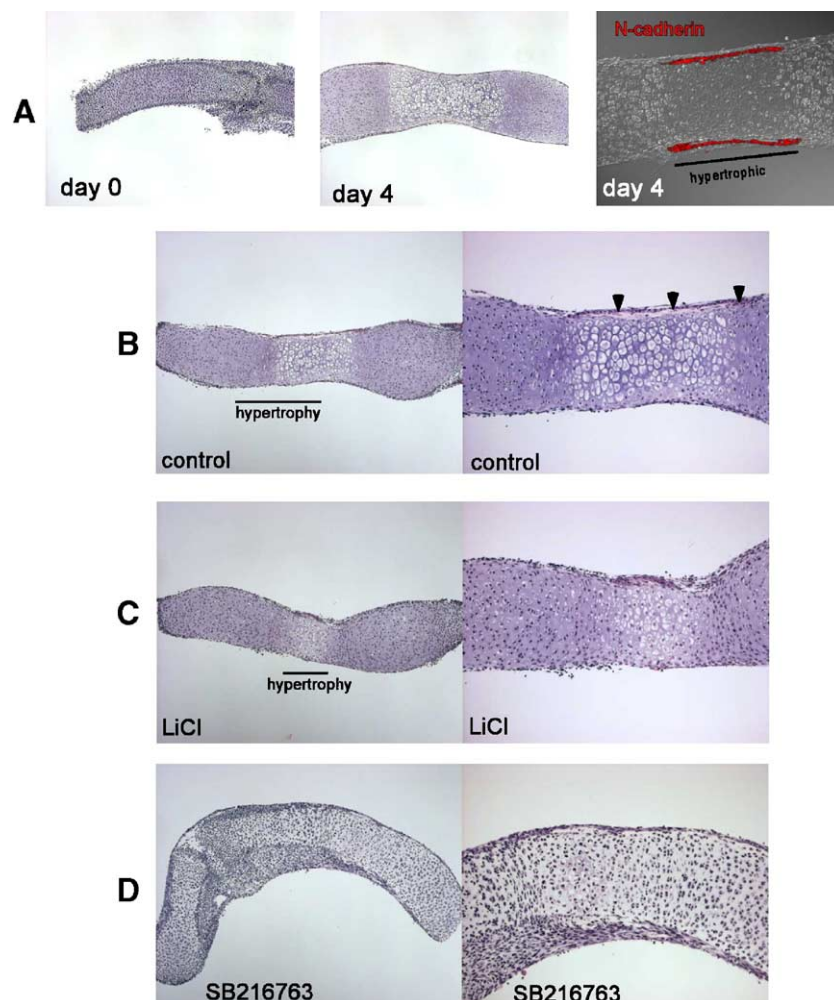 A
day 0
day 4
N-cadherin
hypertrophic
day 4
B
hypertrophy
control
control
C
hypertrophy
LiCl
LiCl
D
SB216763
SB216763